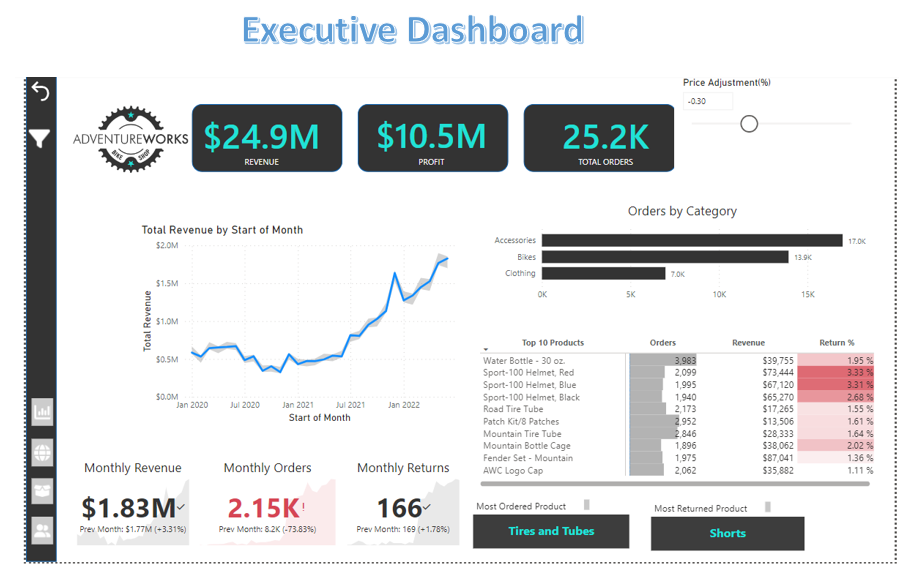 Executive Dashboard
Price Adjustment(%)
-0.30
ADVENTUREWORKS
BIKE SHOP
$24.9M
REVENUE
$10.5M
PROFIT
25.2K
TOTAL ORDERS
Total Revenue by Start of Month
Total Revenue
$2.0M
$1.5M
$1.0M
$0.5M
$0.0M
Jan 2020 Jul 2020 Jan 2021 Jul 2021 Jan 2022
Start of Month
Orders by Category
Accessories 17.0K
Bikes 13.9K
Clothing 7.0K
0K 5K 10K 15K
Top 10 Products Orders Revenue Return %
Water Bottle - 30 oz. 3,983 $39,755 1.95 %
Sport-100 Helmet, Red 2,099 $73,444 3.33 %
Sport-100 Helmet, Blue 1,995 $67,120 3.31 %
Sport-100 Helmet, Black 1,940 $65,270 2.68 %
Road Tire Tube 2,173 $17,265 1.55 %
Patch Kit/8 Patches 2,952 $13,506 1.61 %
Mountain Tire Tube 2,846 $28,333 1.64 %
Mountain Bottle Cage 1,896 $38,062 2.02 %
Fender Set - Mountain 1,975 $87,041 1.36 %
AWC Logo Cap 2,062 $35,882 1.11 %
Monthly Revenue
$1.83M
Prev Month: $1.77M (+3.31%)
Monthly Orders
2.15K!
Prev Month: 8.2K (-73.83%)
Monthly Returns
166
Prev Month: 169 (+1.78%)
Most Ordered Product
Tires and Tubes
Most Returned Product
Shorts